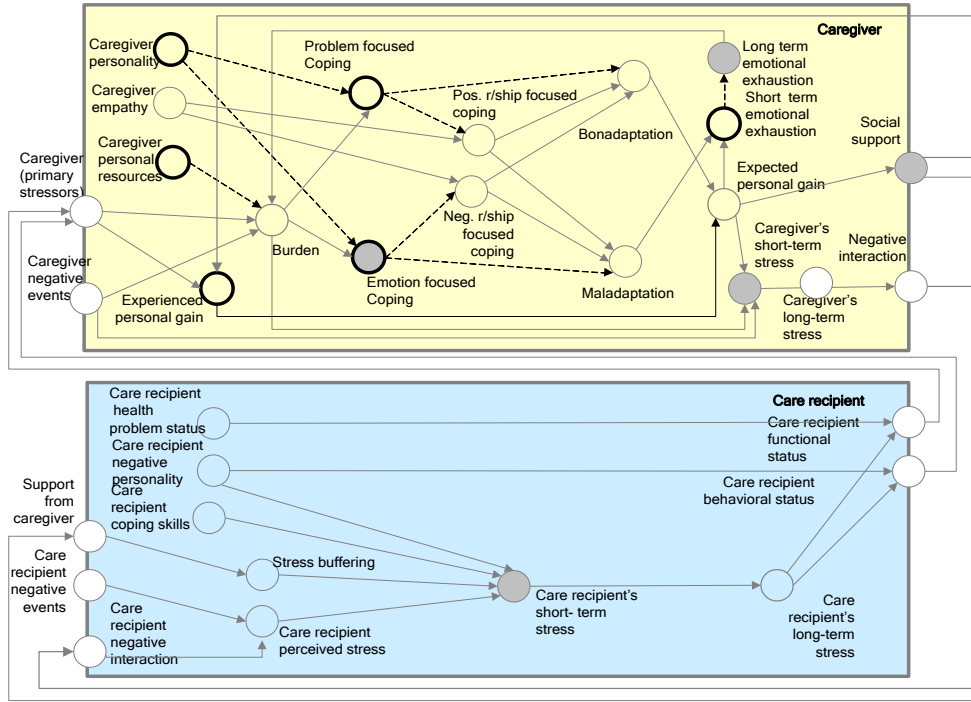 Caregiver
Caregiver
personality
Problem focused
Coping
Long term
emotional
exhaustion
Short term
emotional
exhaustion
Caregiver
empathy
Pos. r/ship focused
coping
Bonadaptation
Social
support
Caregiver
personal
resources
Caregiver
(primary
stressors)
Expected
personal gain
Neg. r/ship
focused
coping
Burden
Caregiver's
short-term
stress
Negative
interaction
Caregiver
negative
events
Experienced
personal gain
Emotion focused
Coping
Maladaptation
Caregiver's
long-term
stress
Care recipient
Care recipient
health
problem status
Care recipient
functional
status
Care recipient
negative
personality
Care recipient
behavioral status
Support from
caregiver
Care
recipient
coping skills
Care
recipient
negative
events
Stress buffering
Care recipient's
short- term
stress
Care
recipient's
long-term
stress
Care
recipient
negative
interaction
Care recipient
perceived stress